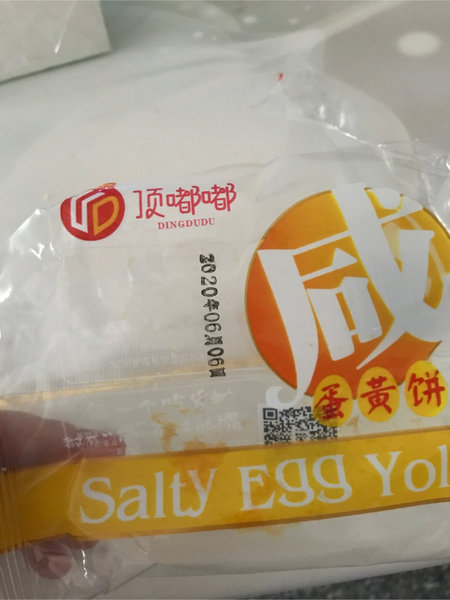 顶嘟嘟
DINGDUDU
2020年06月06日
咸
蛋黄饼
Salty Egg Yol